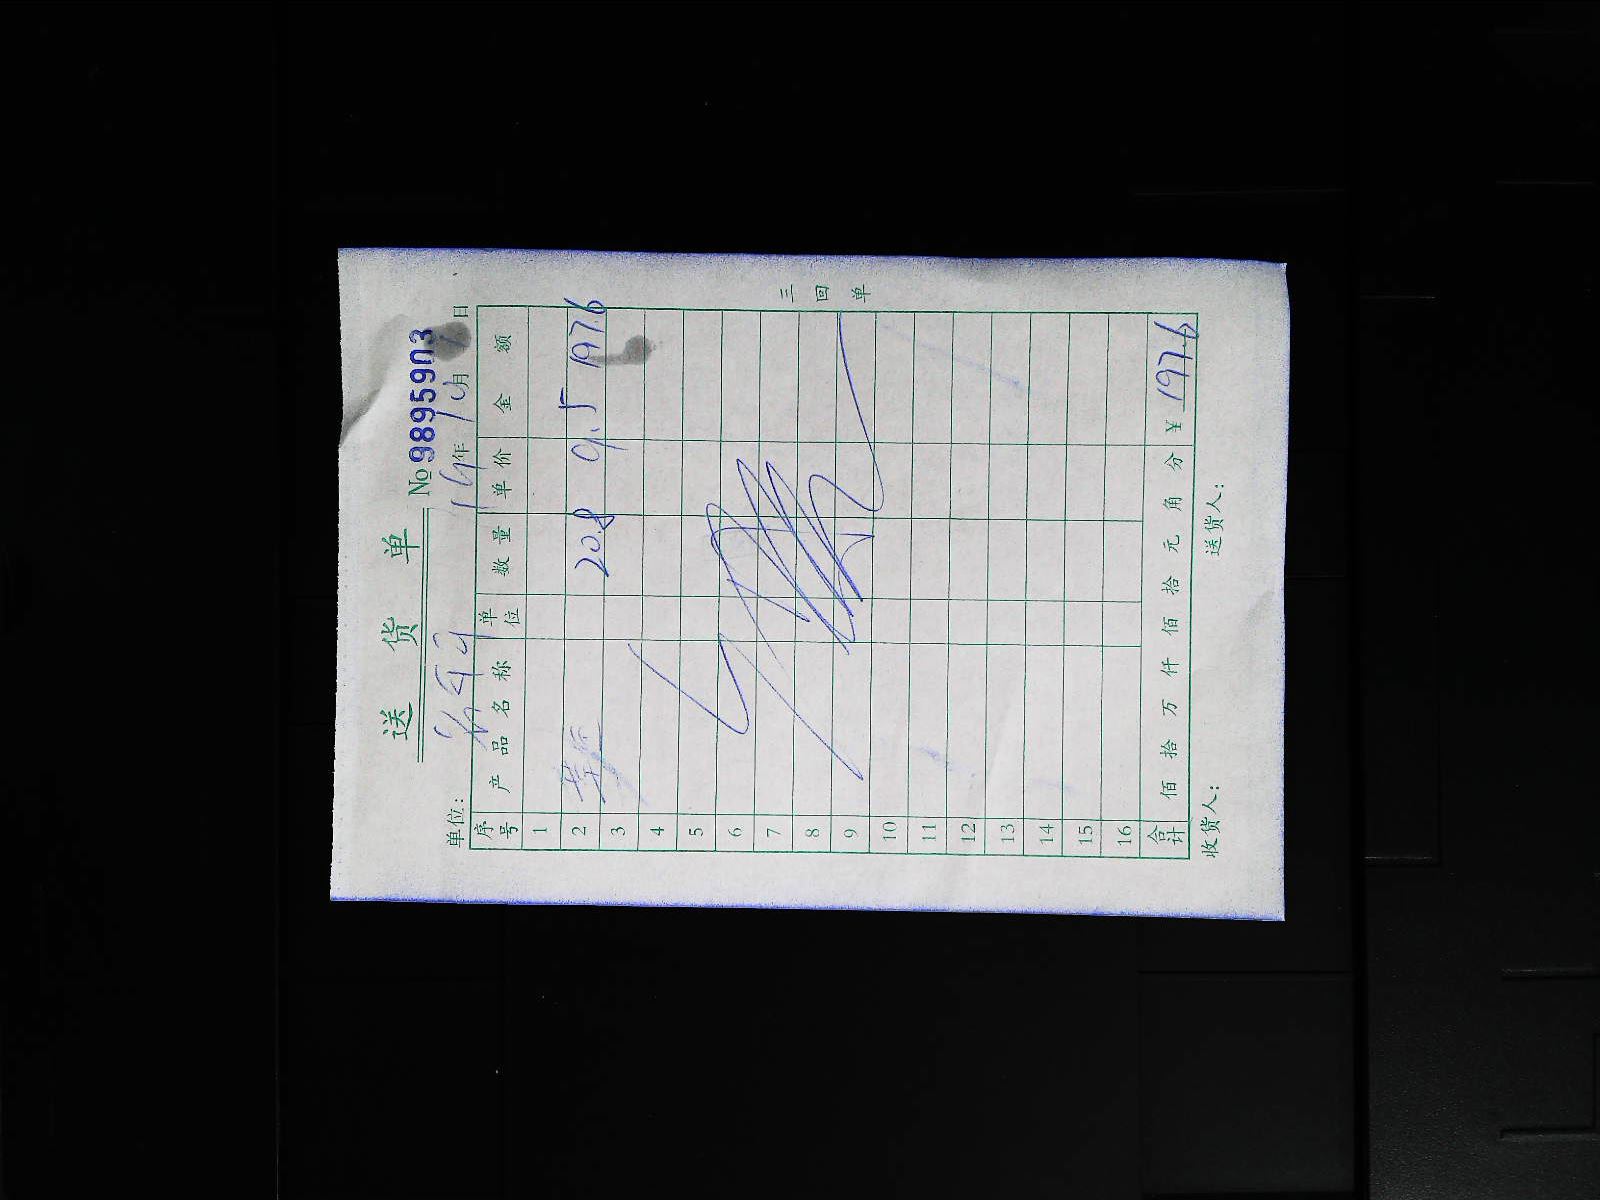 送货单
№ 9895903
单位： 19年10月 日
序号 产品名称 单位 数量 单价 金额
1
2 20.8 9.5 197.6
3
4
5
6
7
8
9
10
11
12
13
14
15
16
合计 佰 拾 万 仟 佰 拾 元 角 分 ¥ 197.6
收货人： 送货人：
三回单